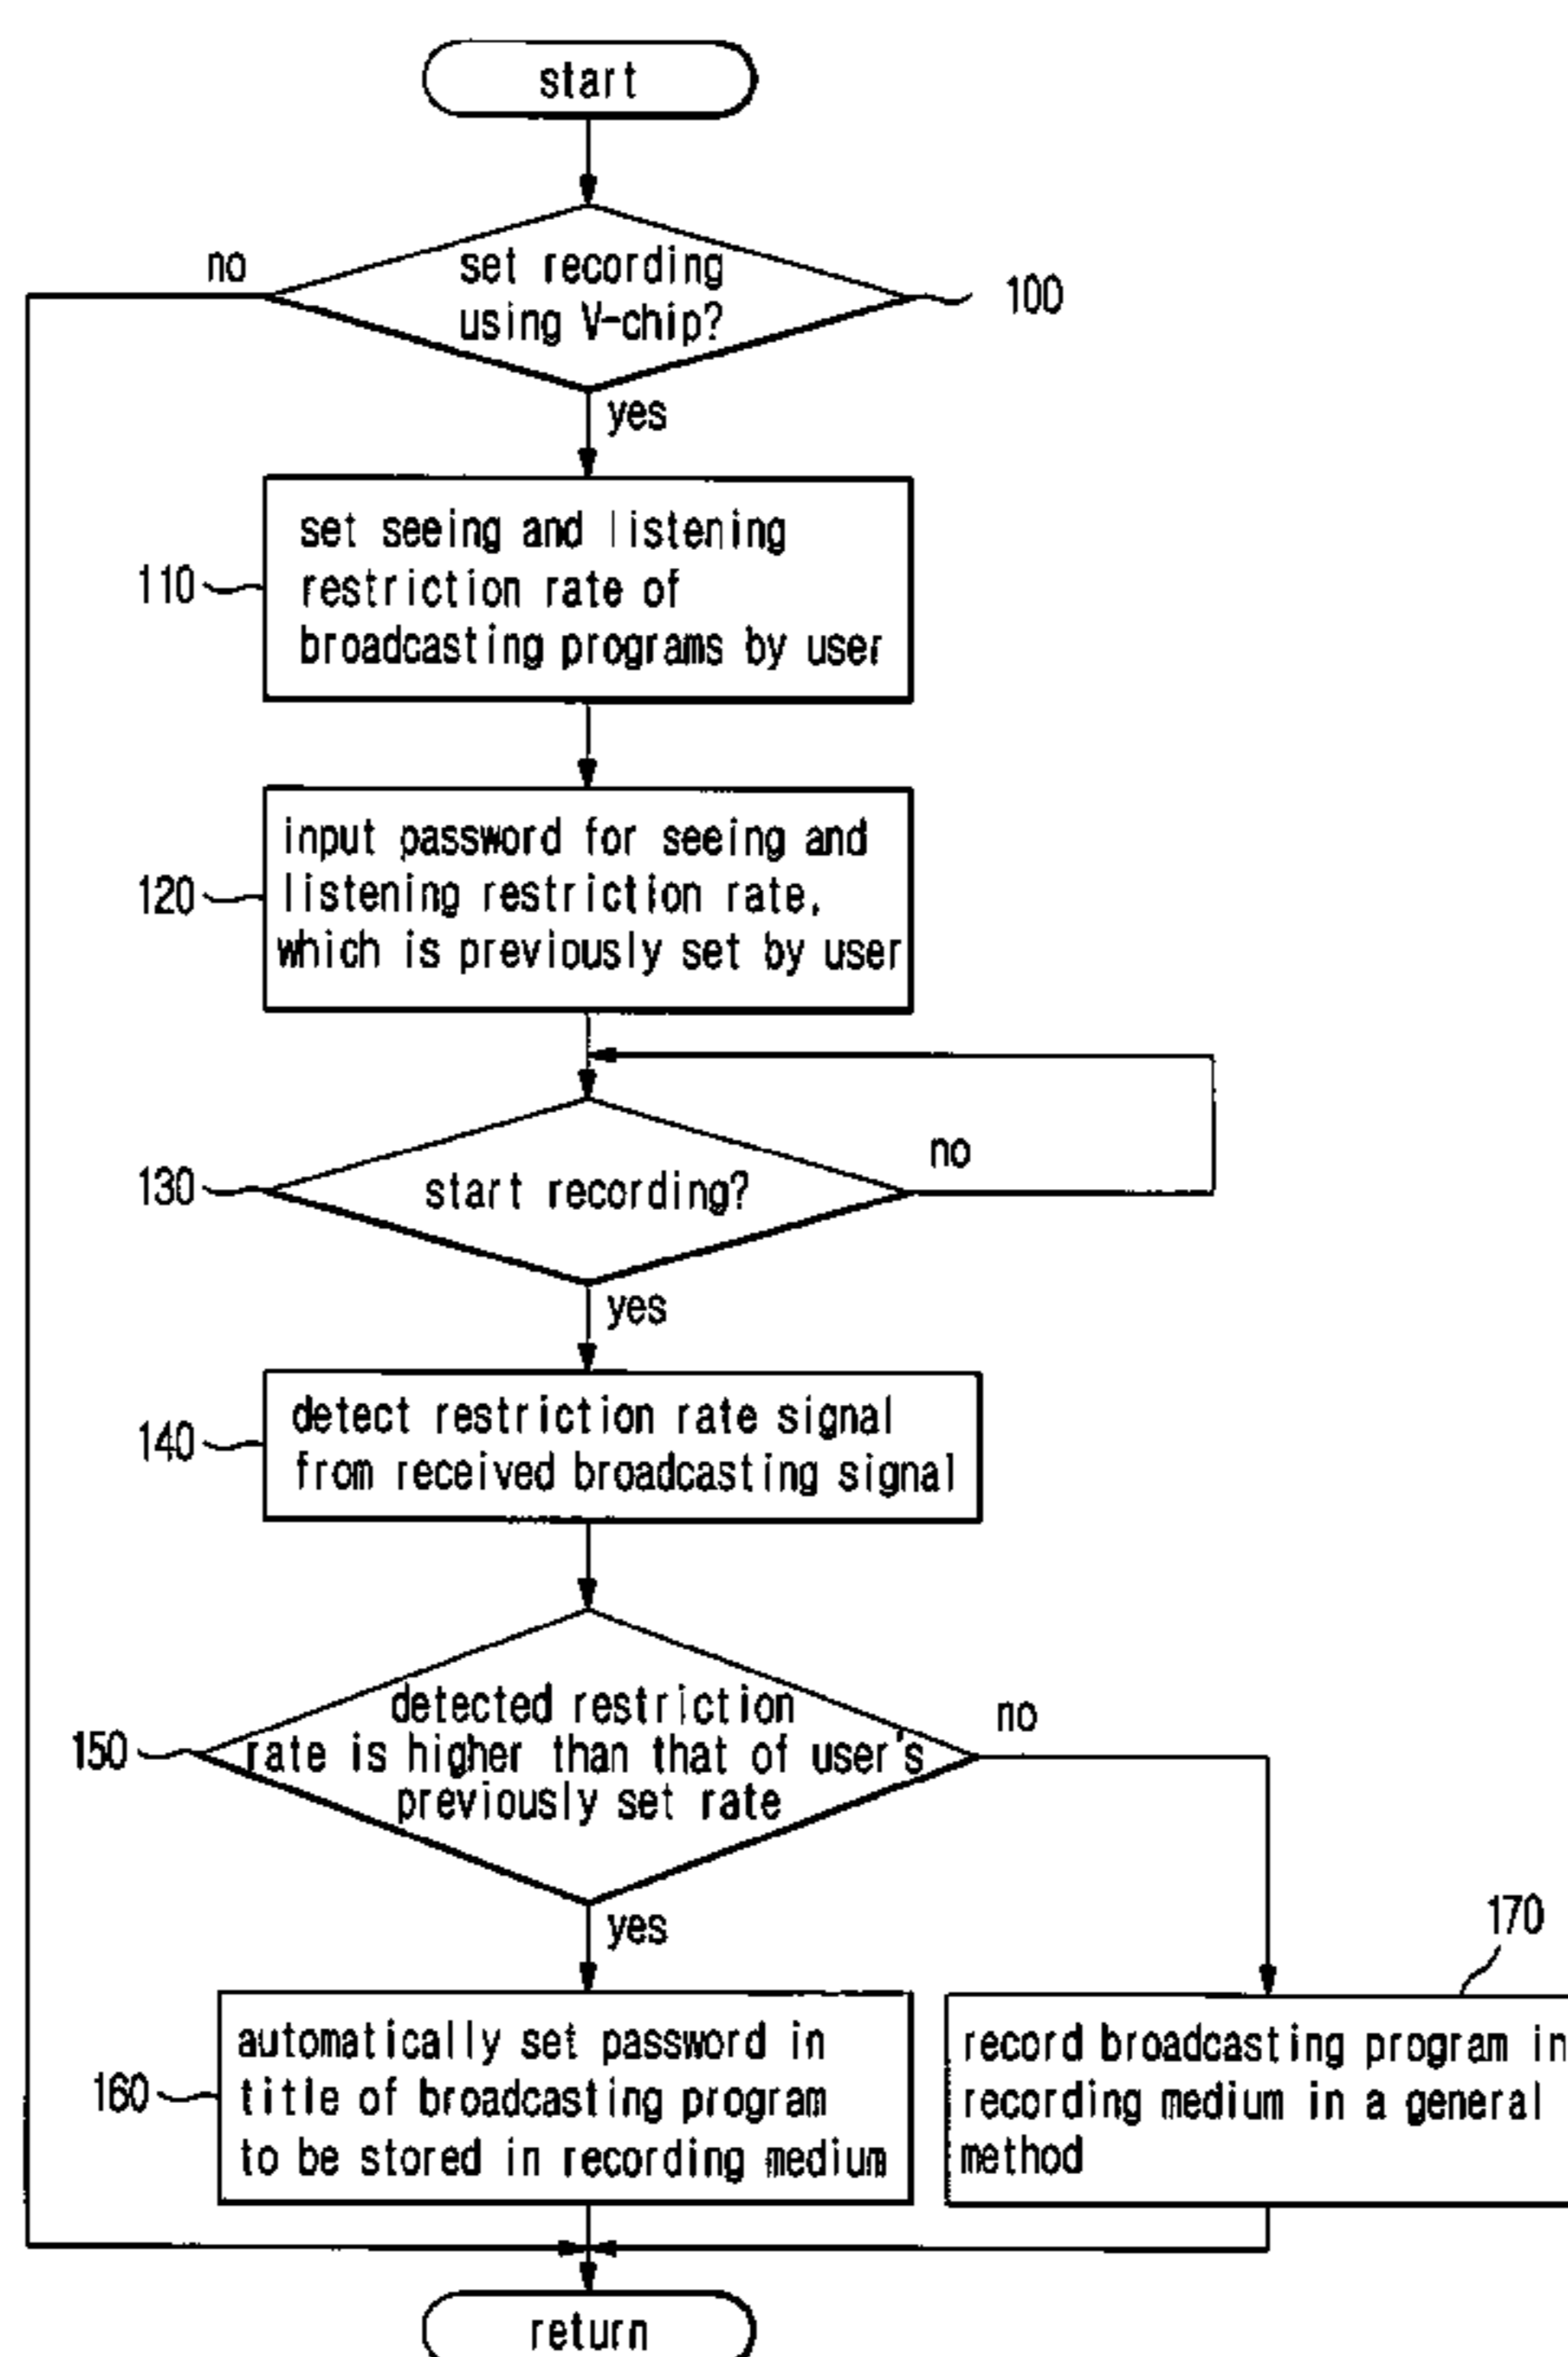 start
no
set recording
using V-chip?
100
yes
set seeing and listening
restriction rate of
broadcasting programs by user
110
input password for seeing and
listening restriction rate,
which is previously set by user
120
no
130
start recording?
yes
detect restriction rate signal
from received broadcasting signal
140
detected restriction
rate is higher than that of user's
previously set rate
no
150
yes
170
automatically set password in
title of broadcasting program
to be stored in recording medium
160
record broadcasting program in
recording medium in a general
method
return